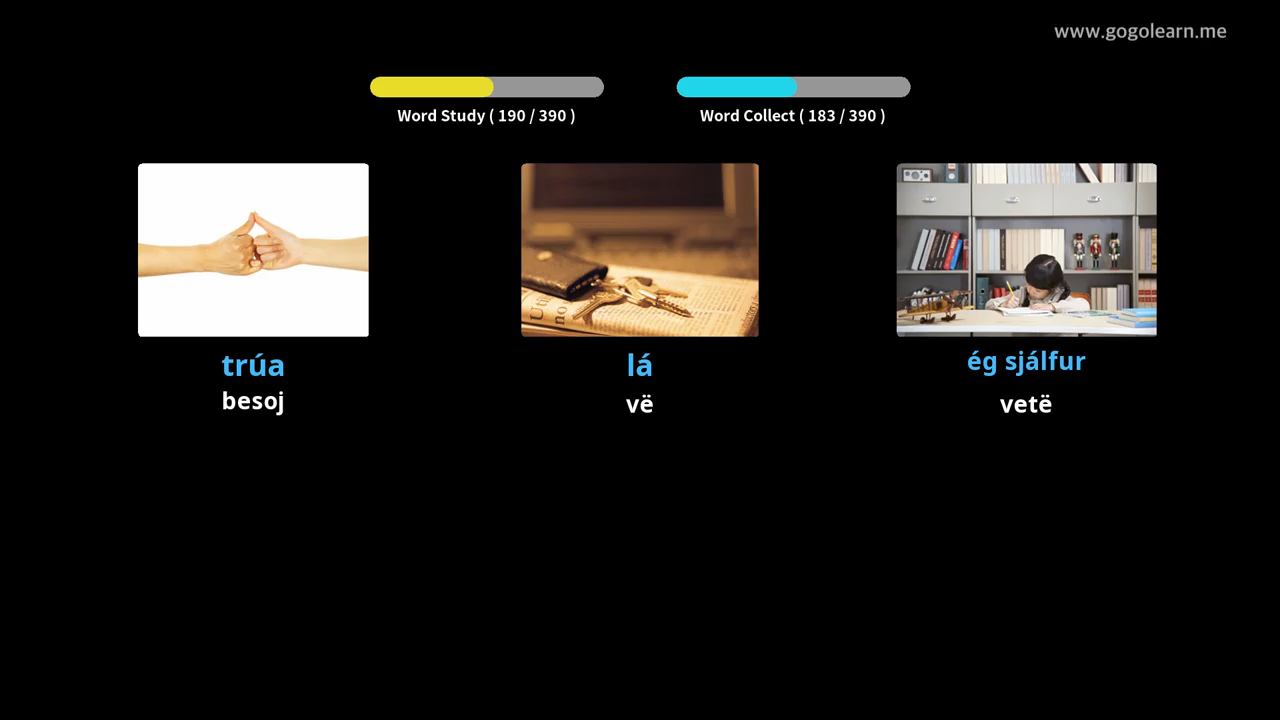 www.gogolearn.me
Word Study ( 190 / 390 )
Word Collect ( 183 / 390 )
trúa
besoj
lá
vë
ég sjálfur
vetë